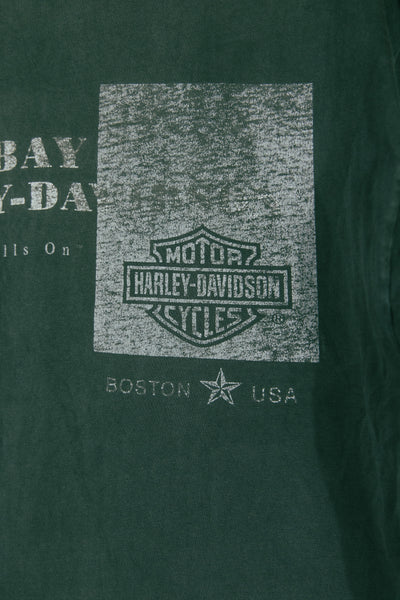 BAY
Y-DAV
lls On
MOTOR
HARLEY-DAVIDSON
CYCLES
BOSTON USA